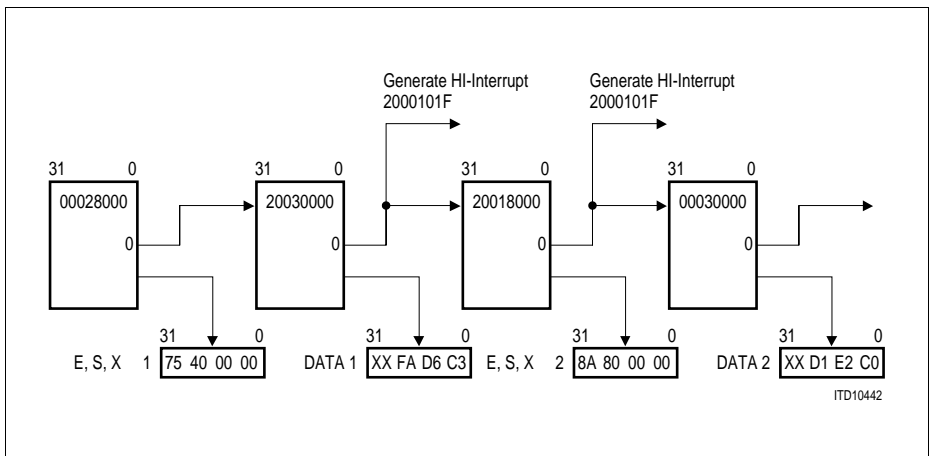 Generate HI-Interrupt Generate HI-Interrupt
2000101F 2000101F
31 0 31 0 31 0 31 0
00028000 20030000 20018000 00030000
0 0 0 0
31 0 31 0 31 0 31 0
E, S, X 1 75 40 00 00 DATA 1 XX FA D6 C3 E, S, X 2 8A 80 00 00 DATA 2 XX D1 E2 C0
ITD10442